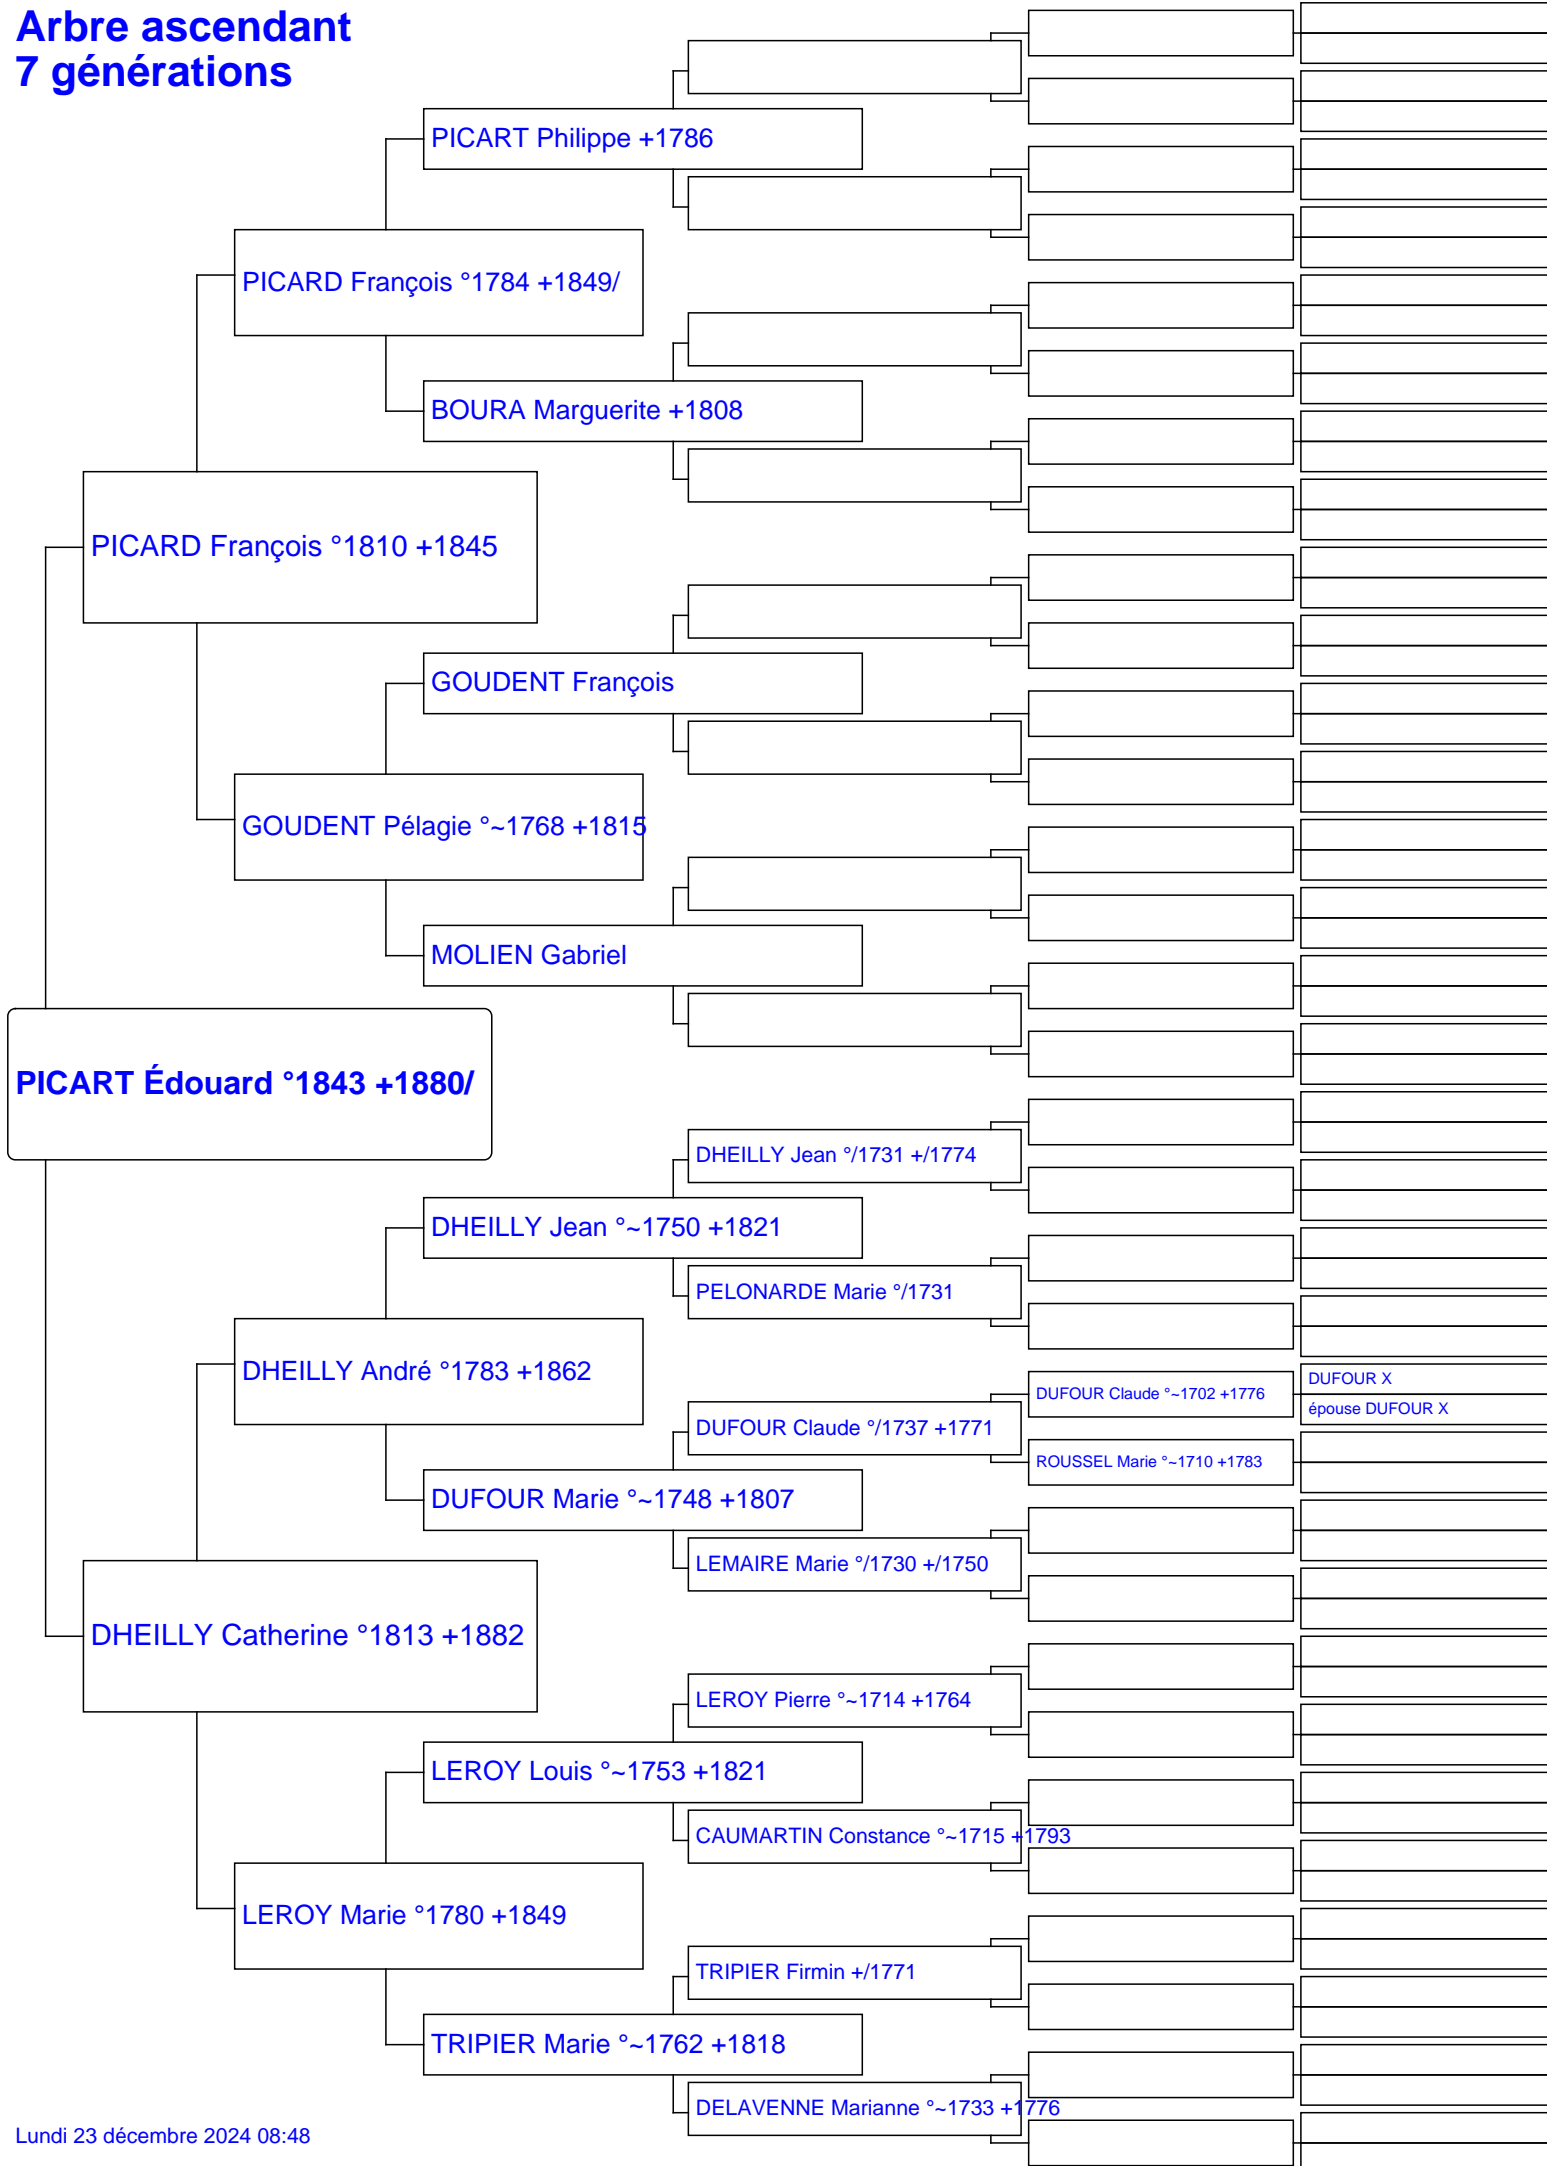 Arbre ascendant
7 générations
PICART Philippe +1786
PICARD François °1784 +1849/
BOURA Marguerite +1808
PICARD François °1810 +1845
GOUDENT François
GOUDENT Pélagie °~1768 +1815
MOLIEN Gabriel
PICART Édouard °1843 +1880/
DHEILLY Jean °/1731 +/1774
DHEILLY Jean °~1750 +1821
PELONARDE Marie °/1731
DHEILLY André °1783 +1862
DUFOUR X
DUFOUR Claude °~1702 +1776
épouse DUFOUR X
DUFOUR Claude °/1737 +1771
ROUSSEL Marie °~1710 +1783
DUFOUR Marie °~1748 +1807
LEMAIRE Marie °/1730 +/1750
DHEILLY Catherine °1813 +1882
LEROY Pierre °~1714 +1764
LEROY Louis °~1753 +1821
CAUMARTIN Constance °~1715 +1793
LEROY Marie °1780 +1849
TRIPIER Firmin +/1771
TRIPIER Marie °~1762 +1818
DELAVENNE Marianne °~1733 +1776
Lundi 23 décembre 2024 08:48